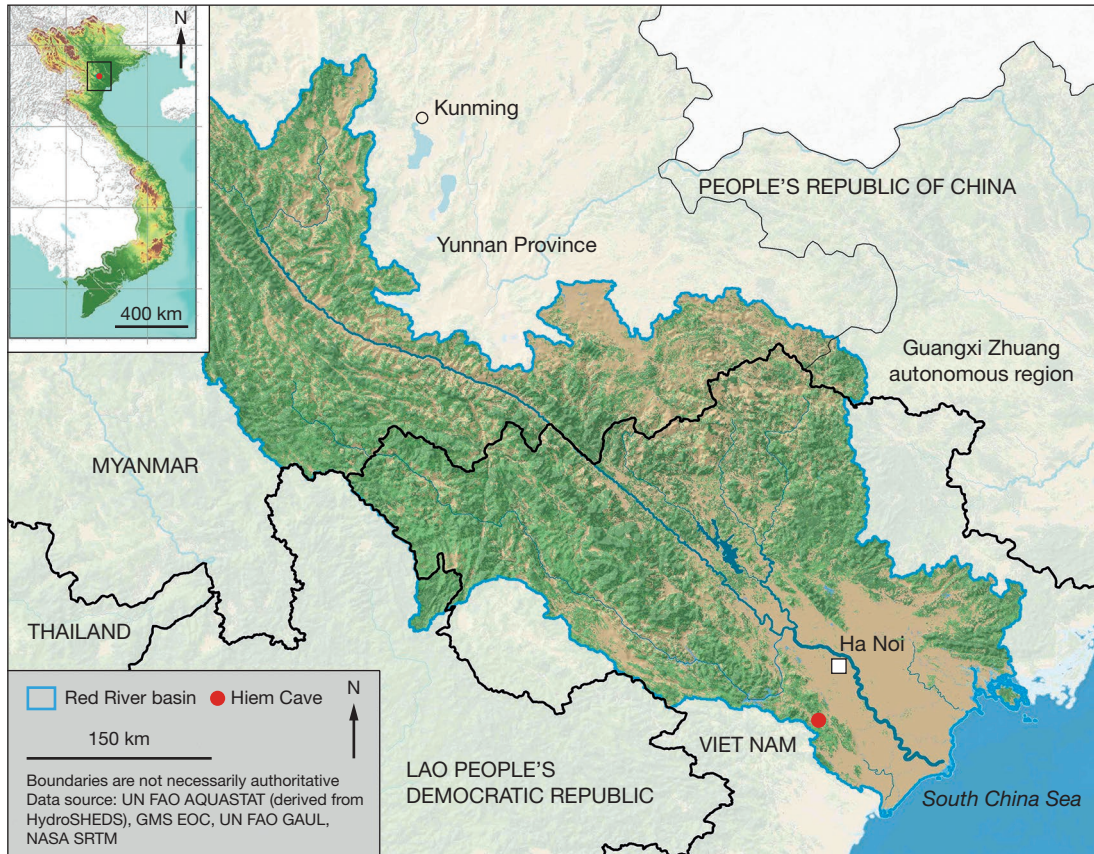 N
400 km
Kunming
PEOPLE'S REPUBLIC OF CHINA
Yunnan Province
Guangxi Zhuang
autonomous region
MYANMAR
THAILAND
Ha Noi
VIET NAM
LAO PEOPLE'S
DEMOCRATIC REPUBLIC
South China Sea
Red River basin
Hiem Cave
N
150 km
Boundaries are not necessarily authoritative
Data source: UN FAO AQUASTAT (derived from
HydroSHEDS), GMS EOC, UN FAO GAUL,
NASA SRTM